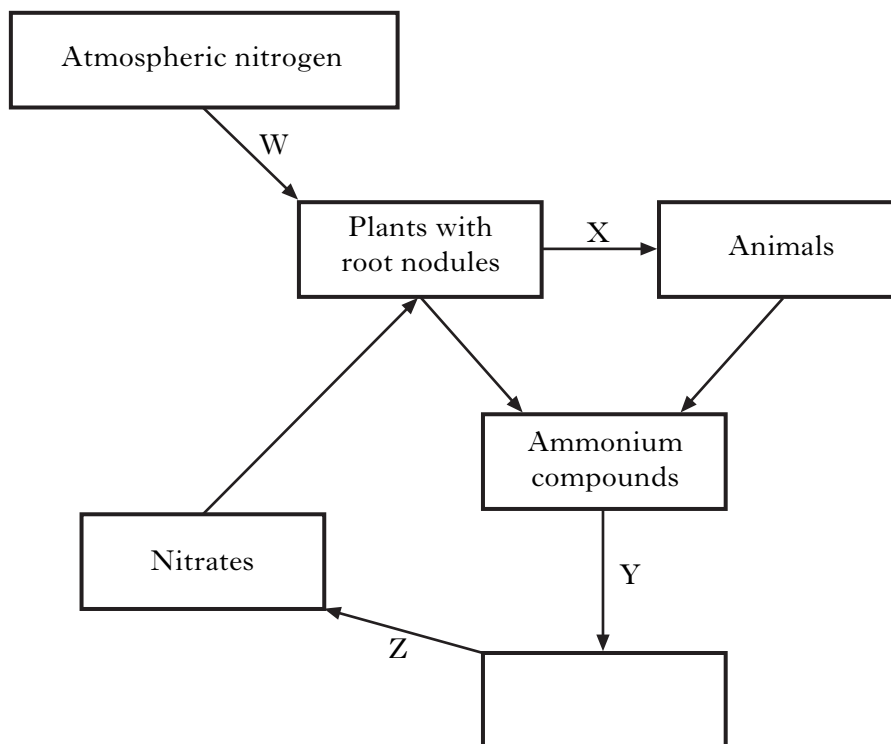 Atmospheric nitrogen
W
Plants with
root nodules
X
Animals
Ammonium
compounds
Nitrates
Y
Z